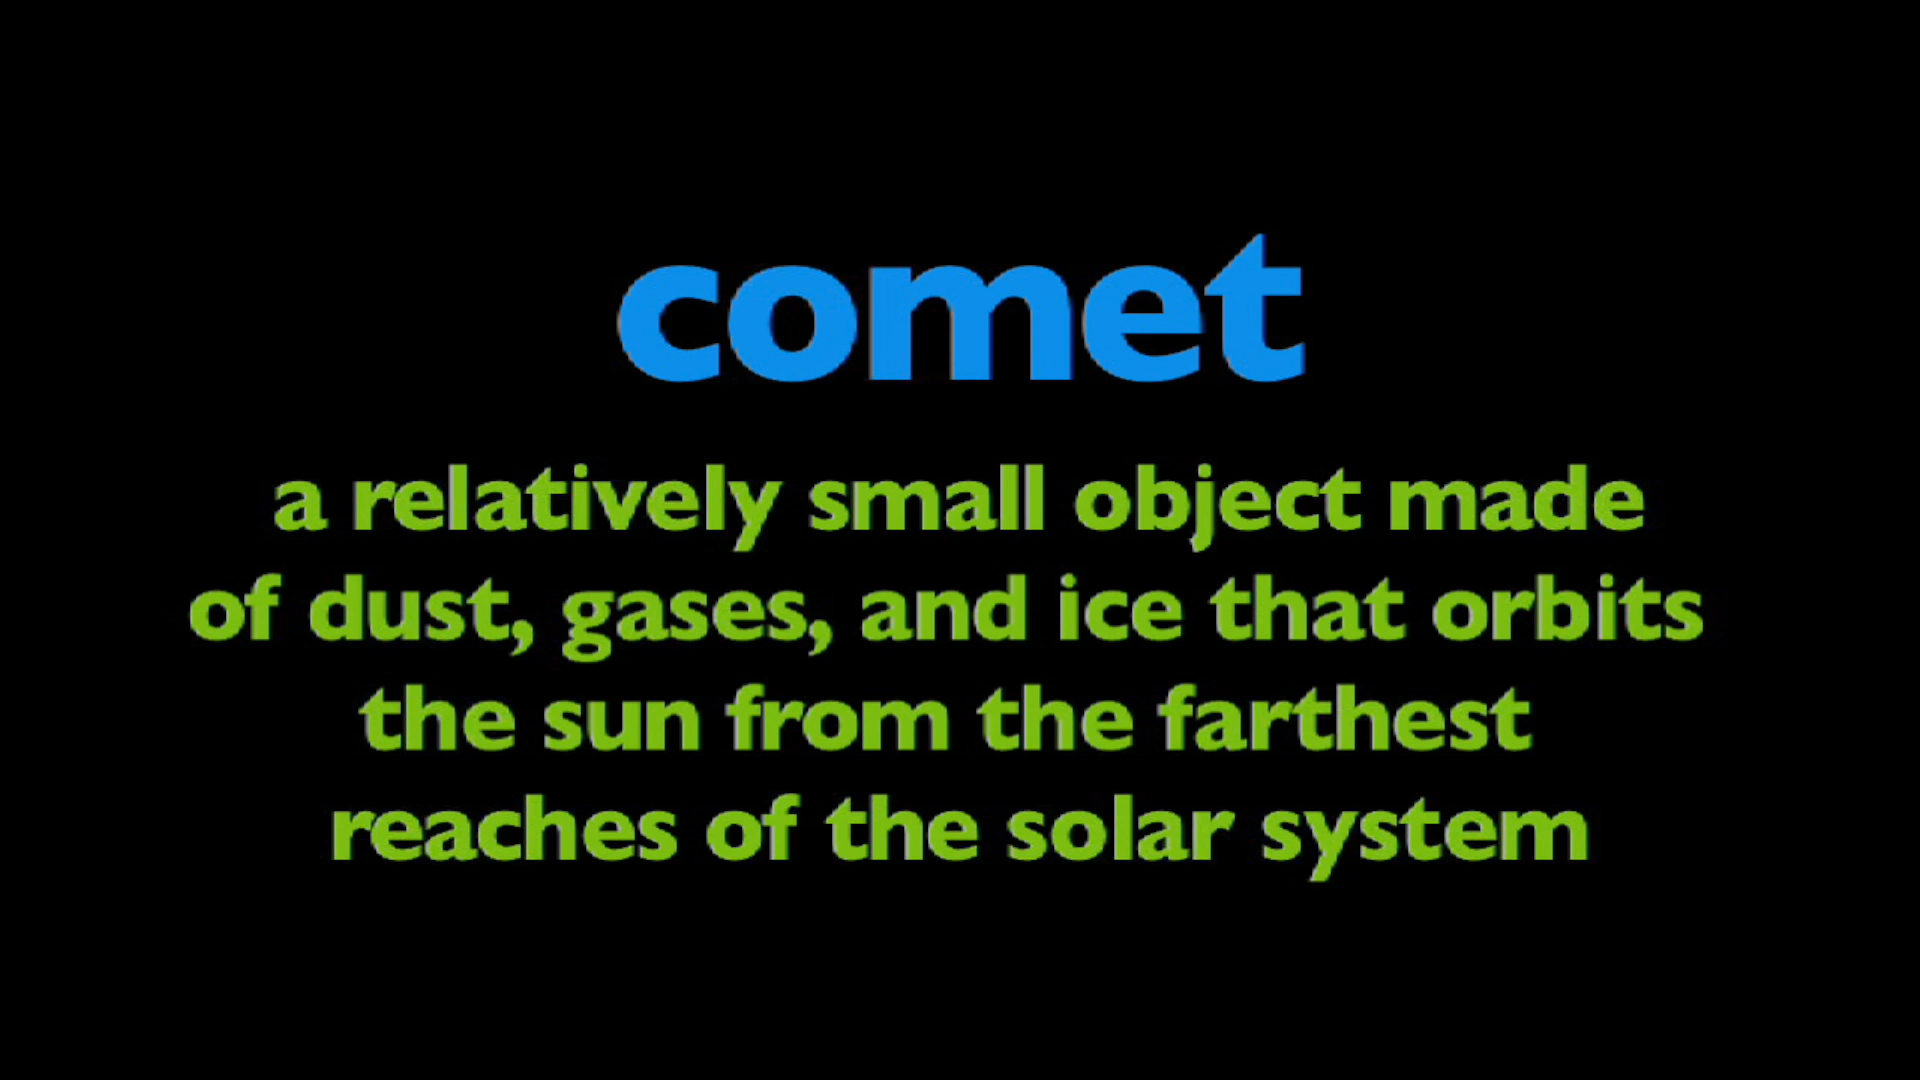 comet
a relatively small object made
of dust, gases, and ice that orbits
the sun from the farthest
reaches of the solar system